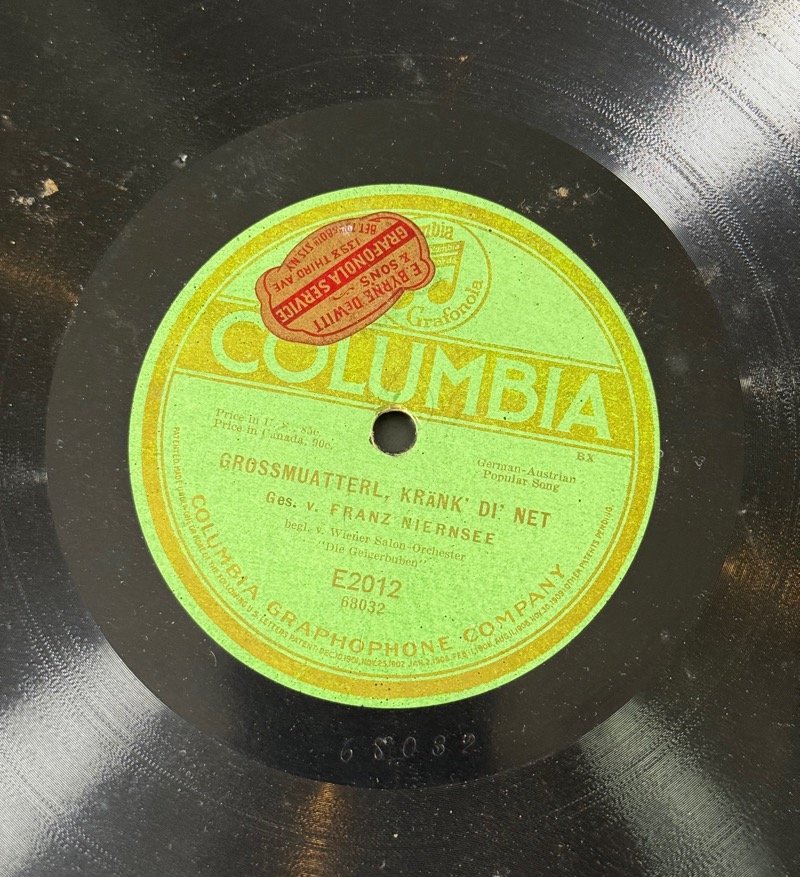 E. BYRNE DEWITT
& SONS
GRAFONOLA SERVICE
THIRD AVE
Grafonola
COLUMBIA
Price in 85c.
Price in Canada, 90c.
BX
German-Austrian
Popular Song
GROSSMUATTERL, KRäNK' DI' NET
Ges. v. FRANZ NIERNSEE
begl. v. Wiener Salon-Orchester
"Die Geigerbuben"
E2012
68032
COLUMBIA GRAPHOPHONE COMPANY
68032